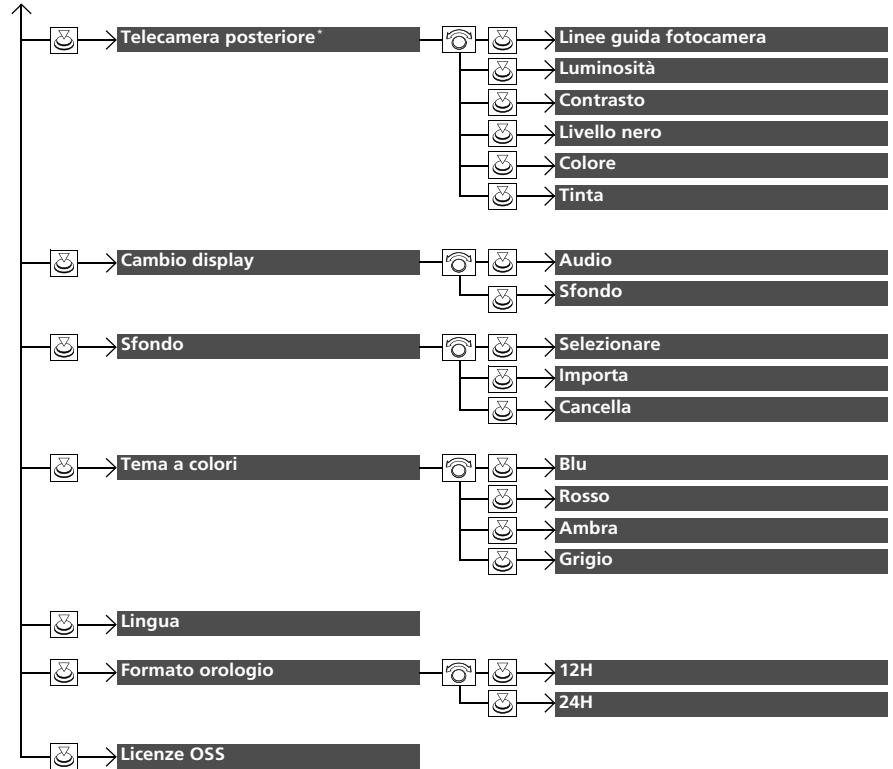 Telecamera posteriore*
Linee guida fotocamera
Luminosità
Contrasto
Livello nero
Colore
Tinta
Cambio display
Audio
Sfondo
Sfondo
Selezionare
Importa
Cancella
Tema a colori
Blu
Rosso
Ambra
Grigio
Lingua
Formato orologio
12H
24H
Licenze OSS